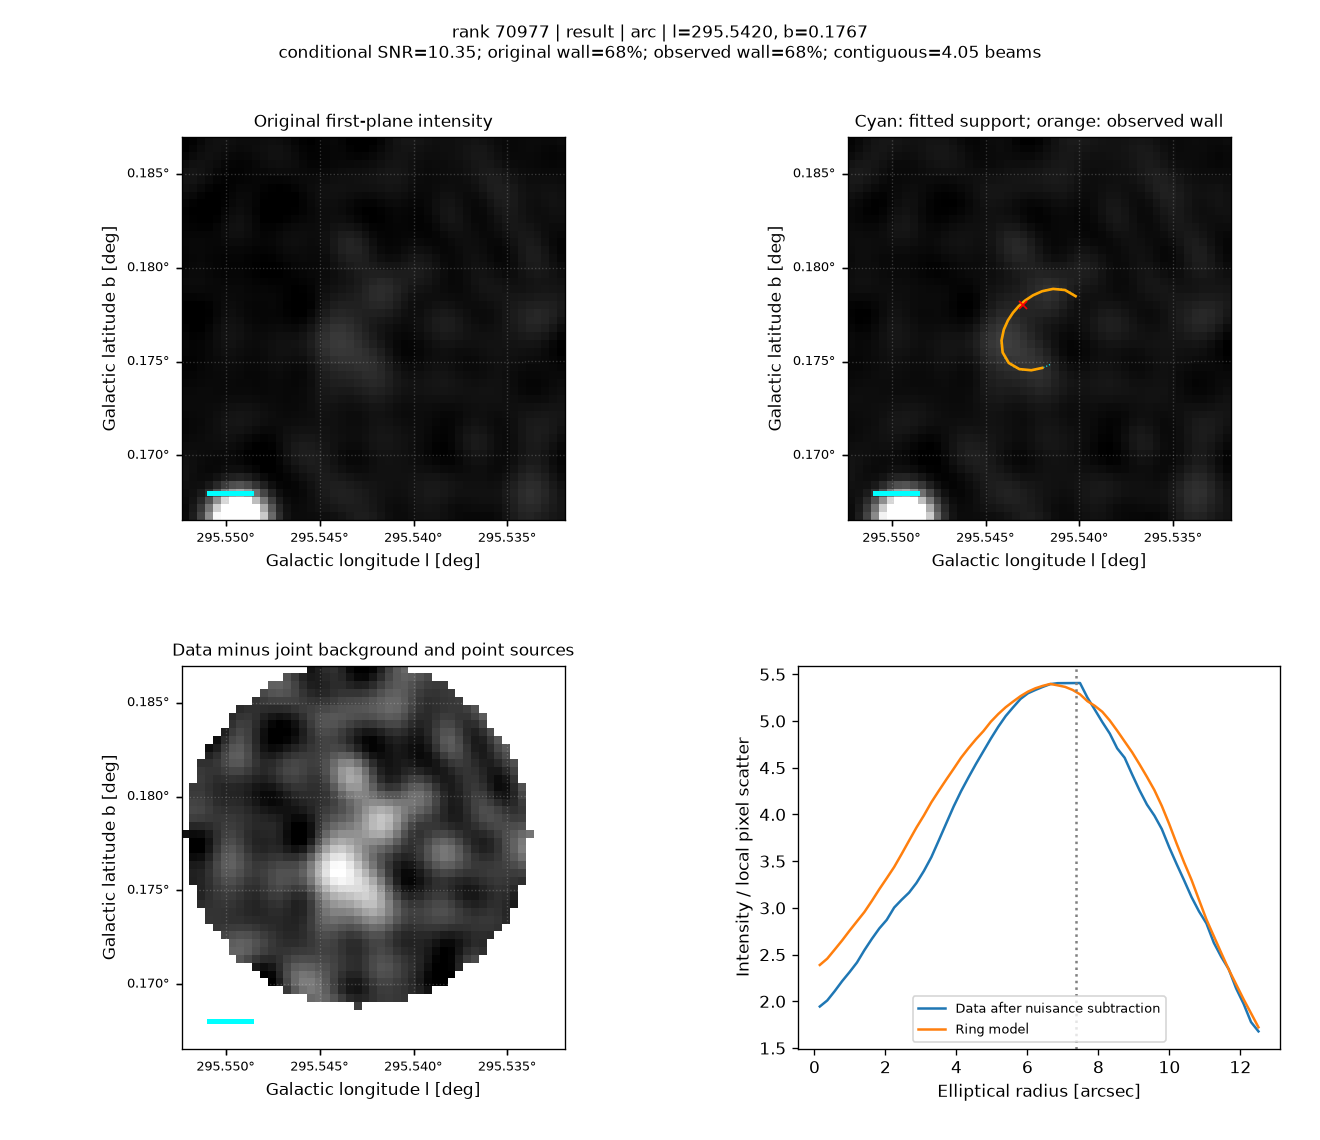 rank 70977 | result | arc | l=295.5420, b=0.1767
conditional SNR=10.35; original wall=68%; observed wall=68%; contiguous=4.05 beams
Original first-plane intensity
0.185°
0.180°
0.175°
0.170°
Galactic latitude b [deg]
295.550°
295.545°
295.540°
295.535°
Galactic longitude l [deg]
Cyan: fitted support; orange: observed wall
0.185°
0.180°
0.175°
0.170°
Galactic latitude b [deg]
295.550°
295.545°
295.540°
295.535°
Galactic longitude l [deg]
Data minus joint background and point sources
0.185°
0.180°
0.175°
0.170°
Galactic latitude b [deg]
295.550°
295.545°
295.540°
295.535°
Galactic longitude l [deg]
5.5
5.0
4.5
4.0
3.5
3.0
2.5
2.0
1.5
Intensity / local pixel scatter
Data after nuisance subtraction
Ring model
0
2
4
6
8
10
12
Elliptical radius [arcsec]